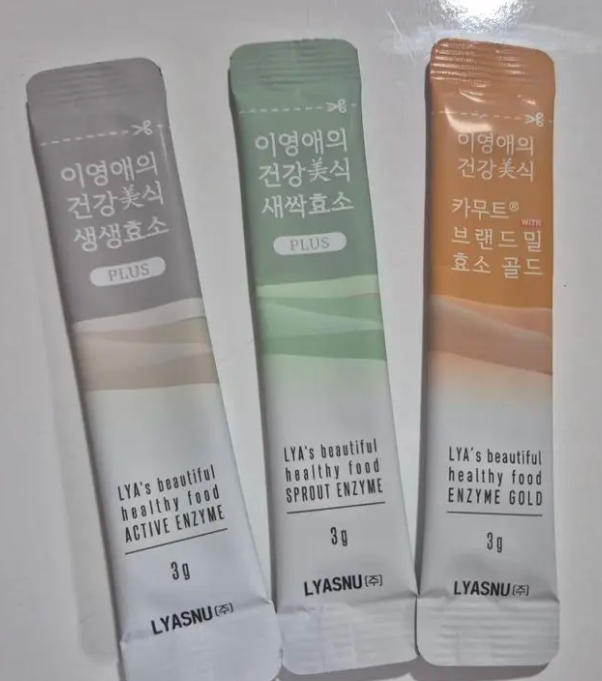 이영애의
건강美식
생생효소
PLUS
LYA's beautiful
healthy food
ACTIVE ENZYME
3g
LYASNU(주)
이영애의
건강美식
새싹효소
PLUS
LYA's beautiful
healthy food
SPROUT ENZYME
3g
LYASNU(주)
이영애의
건강美식
카무트®
WITH
브랜드밀
효소 골드
LYA's beautiful
healthy food
ENZYME GOLD
3g
LYASNU(주)